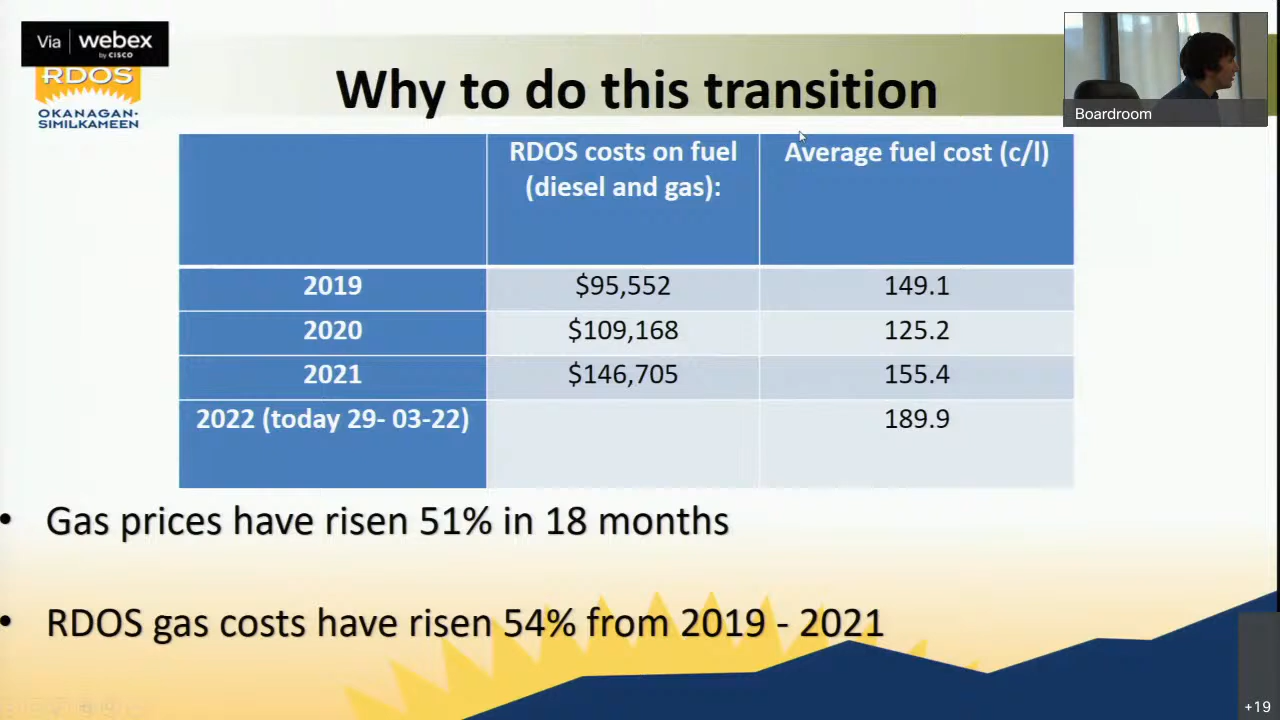 Via webex
by CISCO
RDOS
OKANAGAN-
SIMILKAMEEN
Why to do this transition
Boardroom
RDOS costs on fuel
(diesel and gas):
Average fuel cost (c/l)
2019 $95,552 149.1
2020 $109,168 125.2
2021 $146,705 155.4
2022 (today 29- 03-22) 189.9
• Gas prices have risen 51% in 18 months
• RDOS gas costs have risen 54% from 2019 - 2021
+19